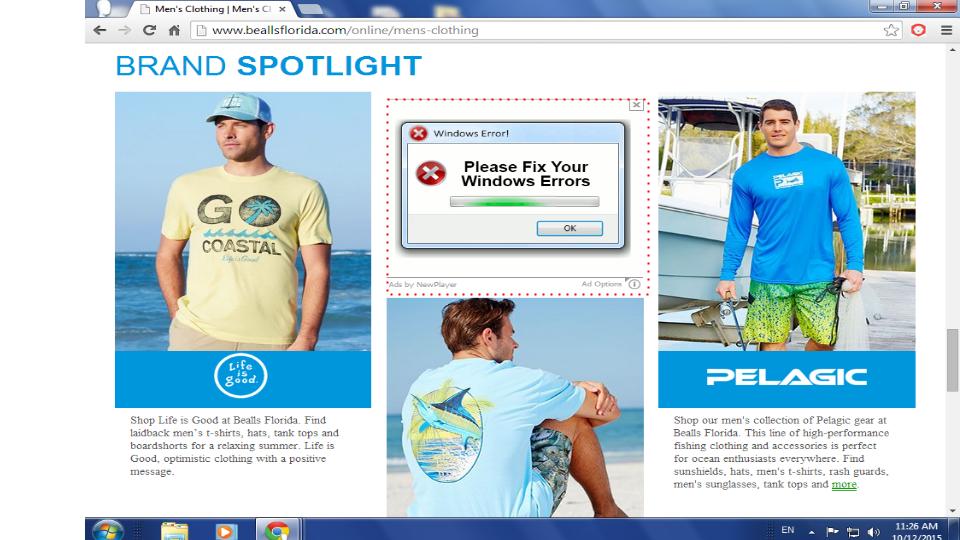 Men's Clothing | Men's Cl
www.beallsflorida.com/online/mens-clothing
BRAND SPOTLIGHT
GO
COASTAL
Life is Good
Life
is
good.
Shop Life is Good at Bealls Florida. Find
laidback men's t-shirts, hats, tank tops and
boardshorts for a relaxing summer. Life is
Good, optimistic clothing with a positive
message.
Windows Error!
Please Fix Your
Windows Errors
OK
Ads by NewPlayer
Ad Options
PELAGIC
PELAGIC
Shop our men's collection of Pelagic gear at
Bealls Florida. This line of high-performance
fishing clothing and accessories is perfect
for ocean enthusiasts everywhere. Find
sunshields, hats, men's t-shirts, rash guards,
men's sunglasses, tank tops and more.
EN
11:26 AM
10/12/2015